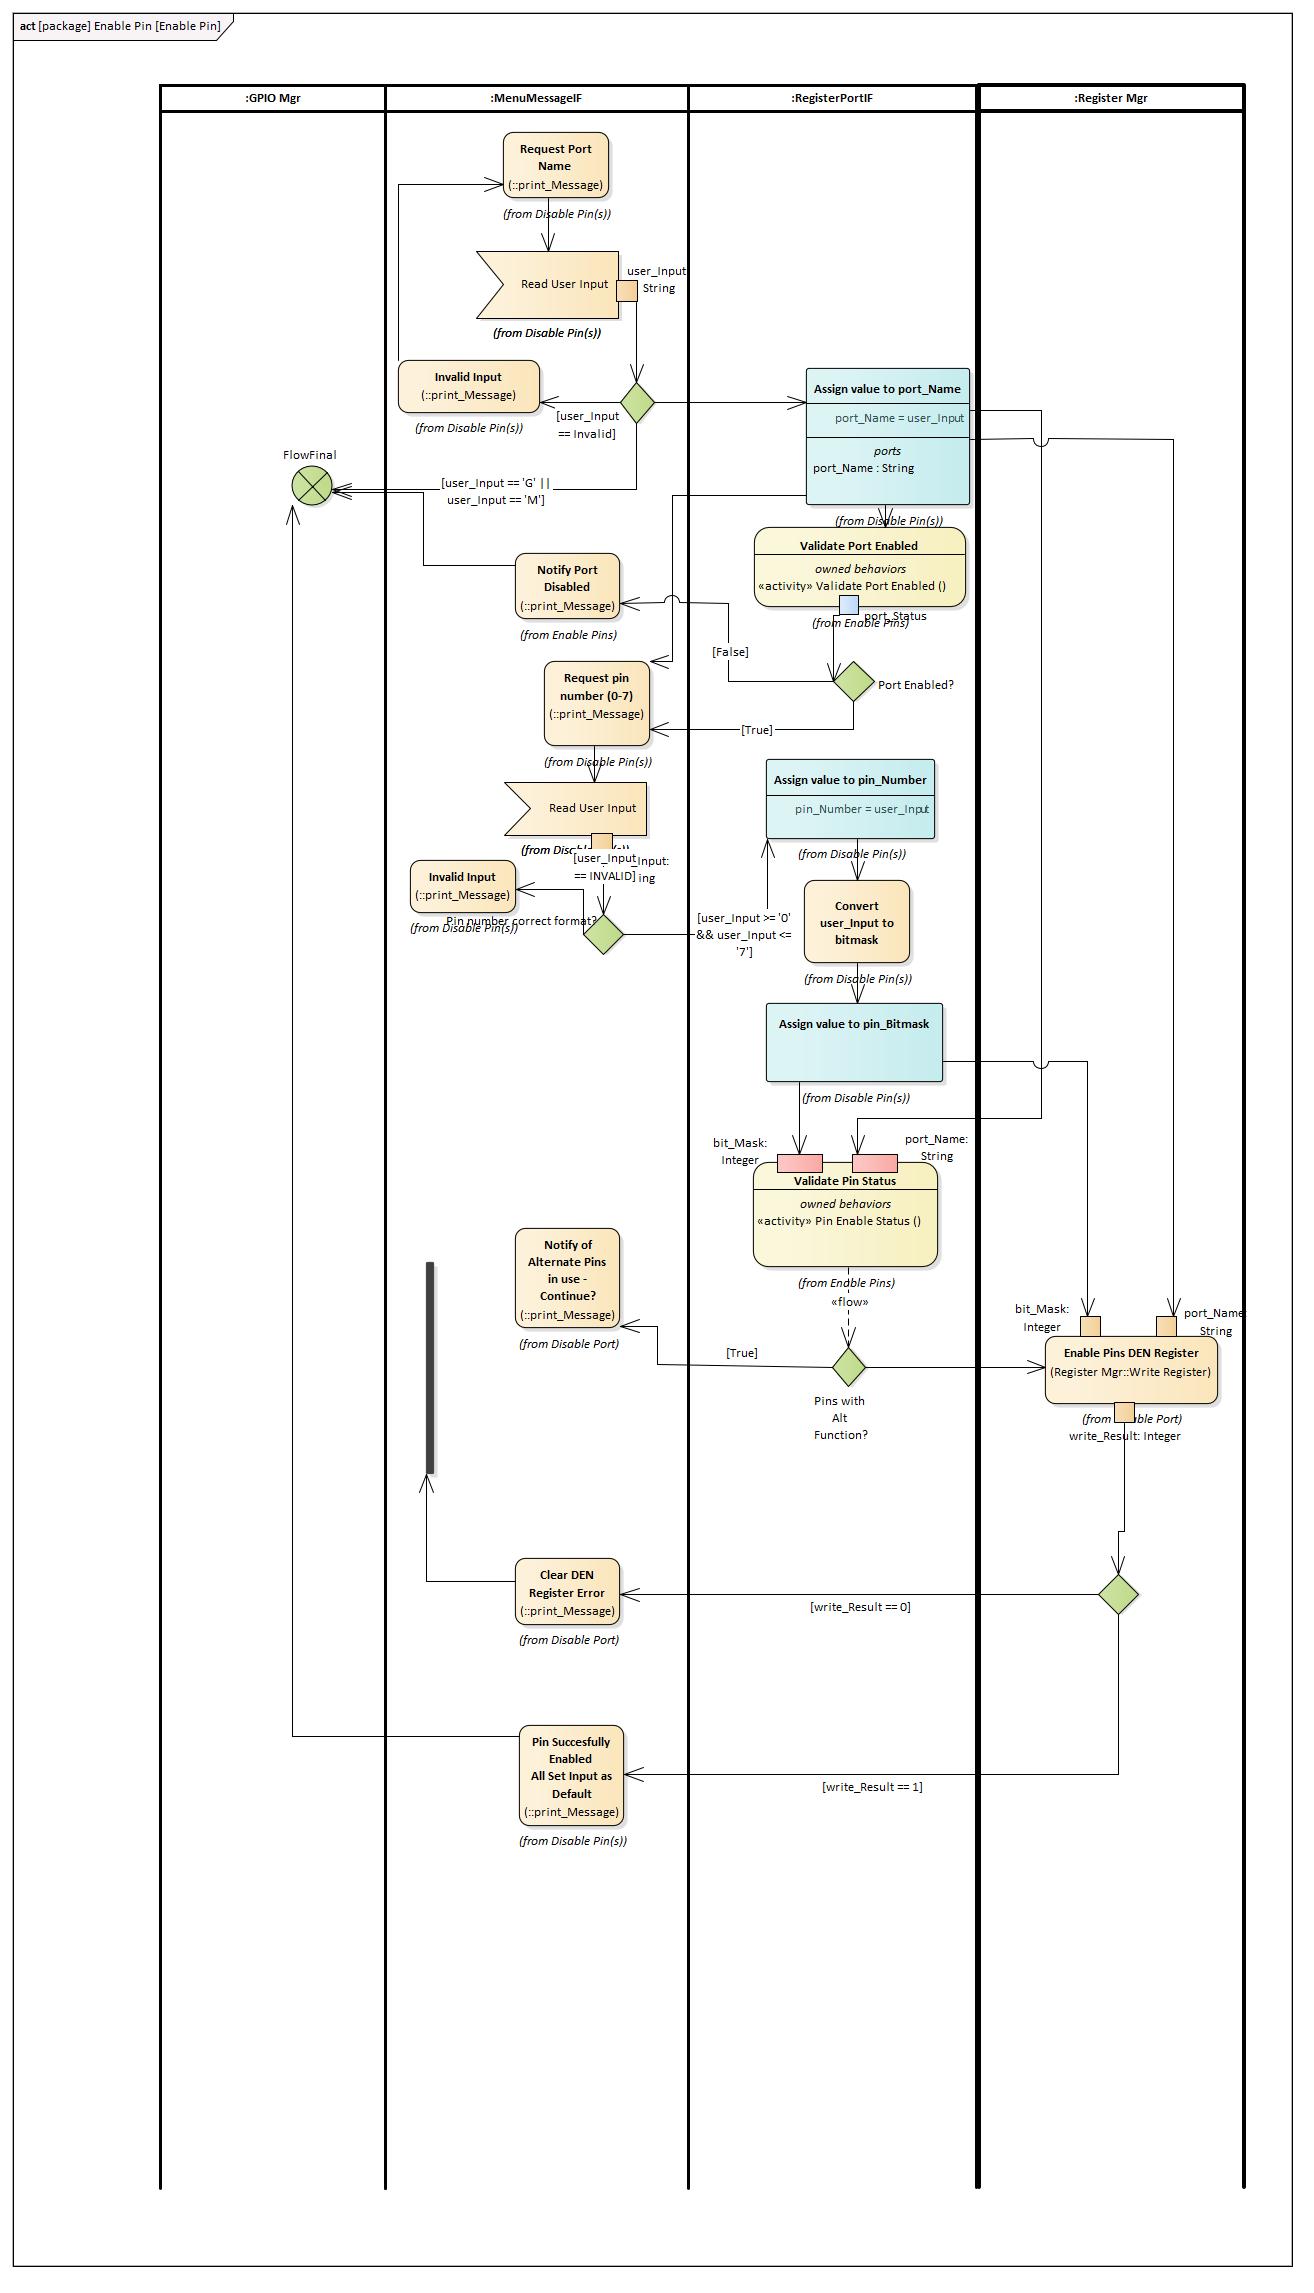 act [package] Enable Pin [Enable Pin]
:GPIO Mgr
:MenuMessageIF
:RegisterPortIF
:Register Mgr
Request Port
Name
(::print_Message)
(from Disable Pin(s))
Read User Input
user_Input
String
(from Disable Pin(s))
Invalid Input
(::print_Message)
(from Disable Pin(s))
[user_Input
== Invalid]
Assign value to port_Name
port_Name = user_Input
ports
port_Name : String
(from Disable Pin(s))
FlowFinal
[user_Input == 'G' ||
user_Input == 'M']
Validate Port Enabled
owned behaviors
«activity» Validate Port Enabled ()
port_Status
(from Enable Pins)
Notify Port
Disabled
(::print_Message)
(from Enable Pins)
[False]
Port Enabled?
Request pin
number (0-7)
(::print_Message)
(from Disable Pin(s))
[True]
Read User Input
(from Disable Pin(s))
[user_Input
== INVALID]
_Input:
ing
Invalid Input
(::print_Message)
(from Disable Pin(s))
Pin number correct format?
[user_Input >= '0'
&& user_Input <=
'7']
Assign value to pin_Number
pin_Number = user_Input
(from Disable Pin(s))
Convert
user_Input to
bitmask
(from Disable Pin(s))
Assign value to pin_Bitmask
(from Disable Pin(s))
bit_Mask:
Integer
port_Name:
String
Validate Pin Status
owned behaviors
«activity» Pin Enable Status ()
(from Enable Pins)
«flow»
Notify of
Alternate Pins
in use -
Continue?
(::print_Message)
(from Disable Port)
[True]
Pins with
Alt
Function?
bit_Mask:
Integer
port_Name:
String
Enable Pins DEN Register
(Register Mgr::Write Register)
(from able Port)
write_Result: Integer
Clear DEN
Register Error
(::print_Message)
(from Disable Port)
[write_Result == 0]
Pin Succesfully
Enabled
All Set Input as
Default
(::print_Message)
(from Disable Pin(s))
[write_Result == 1]